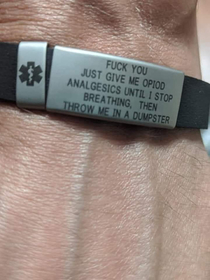 FUCK YOU
JUST GIVE ME OPIOD
ANALGESICS UNTIL I STOP
BREATHING, THEN
THROW ME IN A DUMPSTER